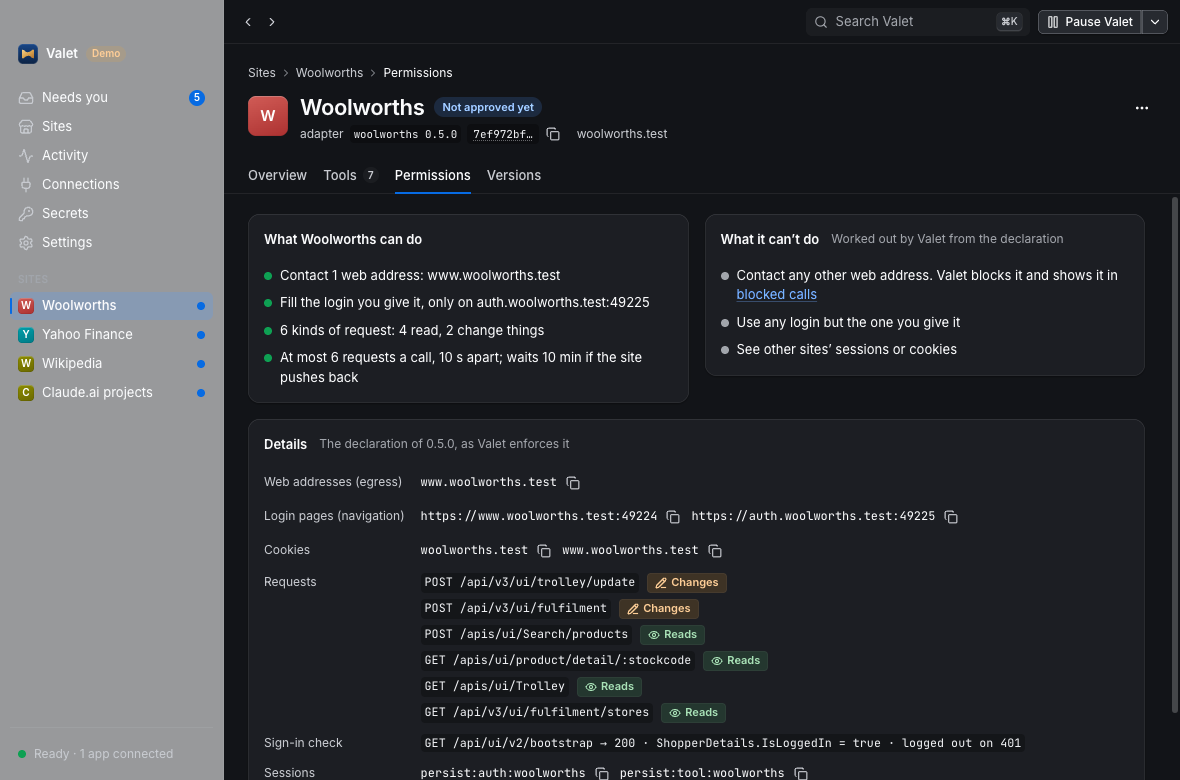 Valet Demo
Needs you 5
Sites
Activity
Connections
Secrets
Settings
SITES
W Woolworths
Y Yahoo Finance
W Wikipedia
C Claude.ai projects
Ready · 1 app connected
Search Valet ⌘K
Pause Valet
Sites > Woolworths > Permissions
W
Woolworths Not approved yet
adapter woolworths 0.5.0 7ef972bf… woolworths.test
Overview Tools 7 Permissions Versions
What Woolworths can do
Contact 1 web address: www.woolworths.test
Fill the login you give it, only on auth.woolworths.test:49225
6 kinds of request: 4 read, 2 change things
At most 6 requests a call, 10 s apart; waits 10 min if the site
pushes back
What it can’t do Worked out by Valet from the declaration
Contact any other web address. Valet blocks it and shows it in
blocked calls
Use any login but the one you give it
See other sites’ sessions or cookies
Details The declaration of 0.5.0, as Valet enforces it
Web addresses (egress) www.woolworths.test
Login pages (navigation) https://www.woolworths.test:49224 https://auth.woolworths.test:49225
Cookies woolworths.test www.woolworths.test
Requests POST /api/v3/ui/trolley/update Changes
POST /api/v3/ui/fulfilment Changes
POST /apis/ui/Search/products Reads
GET /apis/ui/product/detail/:stockcode Reads
GET /apis/ui/Trolley Reads
GET /api/v3/ui/fulfilment/stores Reads
Sign-in check GET /api/ui/v2/bootstrap → 200 · ShopperDetails.IsLoggedIn = true · logged out on 401
Sessions persist:auth:woolworths persist:tool:woolworths